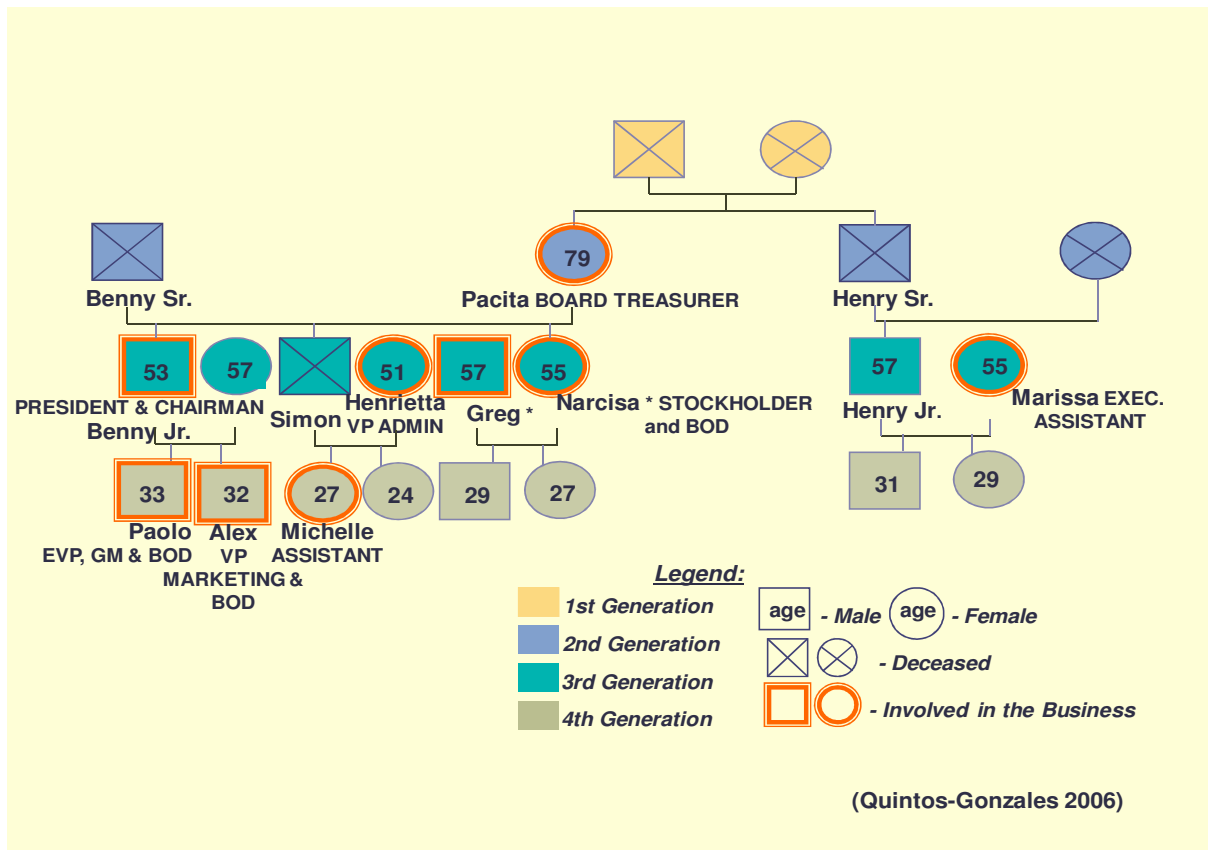 79
Benny Sr.
Pacita BOARD TREASURER
Henry Sr.
53
57
51
57
55
57
55
PRESIDENT & CHAIRMAN
Benny Jr.
Simon
Henrietta
VP ADMIN
Greg *
Narcisa * STOCKHOLDER
and BOD
Henry Jr.
Marissa EXEC.
ASSISTANT
33
32
27
24
29
27
31
29
Paolo
EVP, GM & BOD
Alex
VP
MARKETING &
BOD
Michelle
ASSISTANT
Legend:
1st Generation
2nd Generation
3rd Generation
4th Generation
age - Male
age - Female
- Deceased
- Involved in the Business
(Quintos-Gonzales 2006)